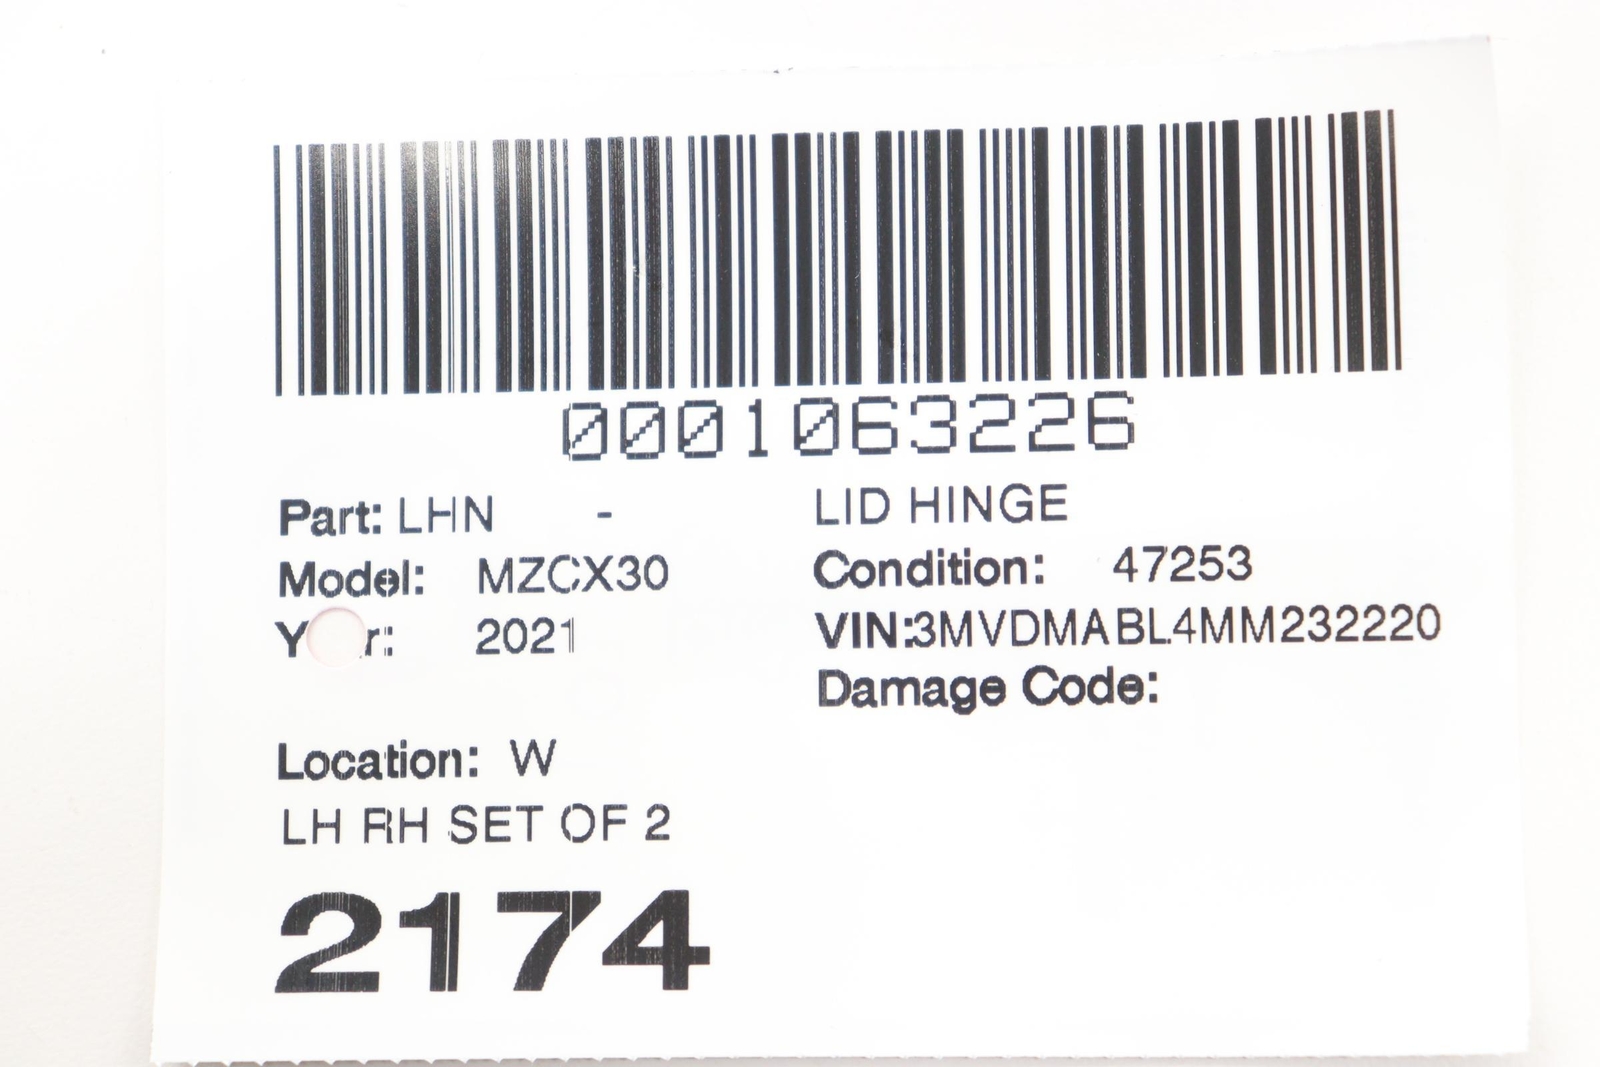 0001063226
Part: LHN - LID HINGE
Model: MZCX30 Condition: 47253
2021 VIN:3MVDMABL4MM232220
Damage Code:
Location: W
LH RH SET OF 2
2174